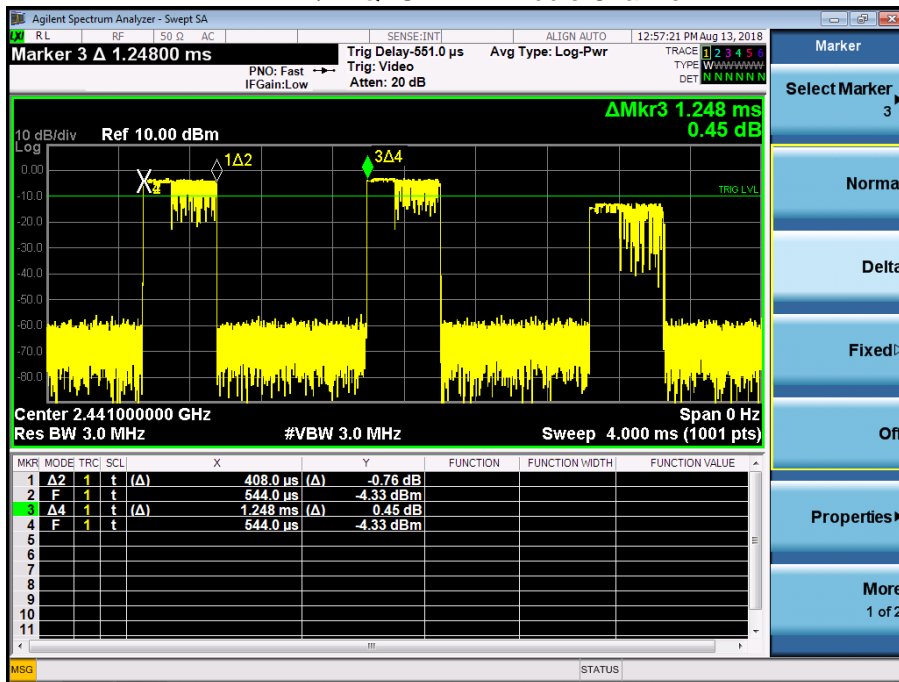 Agilent Spectrum Analyzer - Swept SA
LXI RL RF 50 Ω AC SENSE:INT ALIGN AUTO 12:57:21 PM Aug 13, 2018
Marker 3 Δ 1.24800 ms
Trig Delay-551.0 µs Avg Type: Log-Pwr TRACE 1 2 3 4 5 6
PNO: Fast Trig: Video TYPE WWWWWW
IFGain:Low Atten: 20 dB DET N N N N N N
Marker
Select Marker
3
Norma
Delta
Fixed
Off
Properties
More
1 of 2
ΔMkr3 1.248 ms
0.45 dB
10 dB/div Ref 10.00 dBm
Log
1Δ2
3Δ4
0.00
TRIG LVL
-10.0
-20.0
-30.0
-40.0
-50.0
-60.0
-70.0
-80.0
Center 2.441000000 GHz Span 0 Hz
Res BW 3.0 MHz #VBW 3.0 MHz Sweep 4.000 ms (1001 pts)
MKR MODE TRC SCL X Y FUNCTION FUNCTION WIDTH FUNCTION VALUE
1 Δ2 1 t (Δ) 408.0 µs (Δ) -0.76 dB
2 F 1 t 544.0 µs -4.33 dBm
3 Δ4 1 t (Δ) 1.248 ms (Δ) 0.45 dB
4 F 1 t 544.0 µs -4.33 dBm
5
6
7
8
9
10
11
MSG STATUS